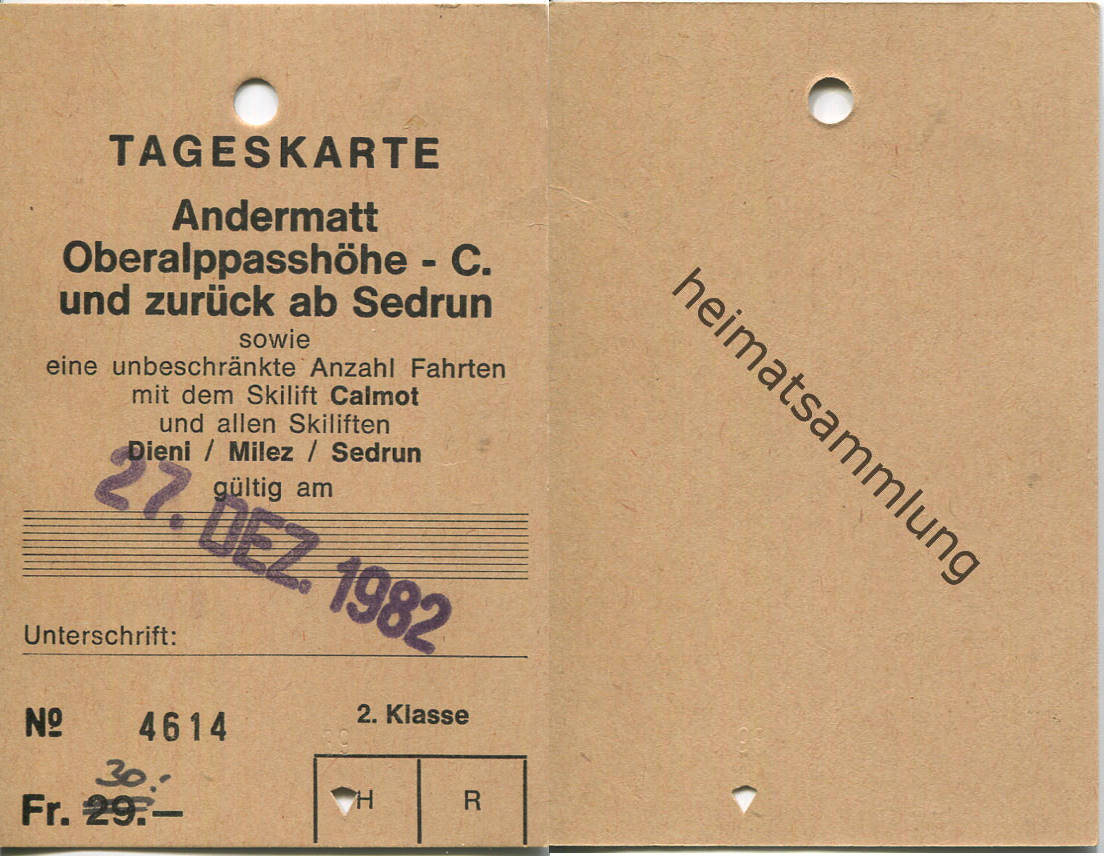 TAGESKARTE
Andermatt
Oberalppasshöhe - C.
und zurück ab Sedrun
sowie
eine unbeschränkte Anzahl Fahrten
mit dem Skilift Calmot
und allen Skiliften
Dieni / Milez / Sedrun
gültig am
27. DEZ. 1982
Unterschrift:
Nº 4614
2. Klasse
30.-
Fr. 29.—
H
R
heimatsammlung